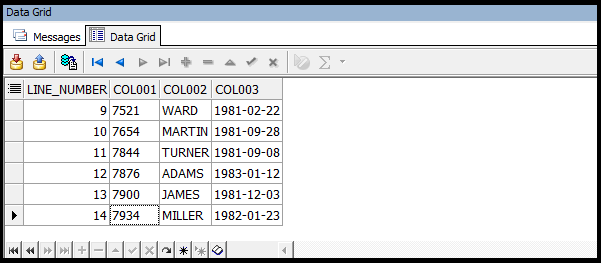 Data Grid
Messages Data Grid
LINE_NUMBER COL001 COL002 COL003
9 7521 WARD 1981-02-22
10 7654 MARTIN 1981-09-28
11 7844 TURNER 1981-09-08
12 7876 ADAMS 1983-01-12
13 7900 JAMES 1981-12-03
14 7934 MILLER 1982-01-23